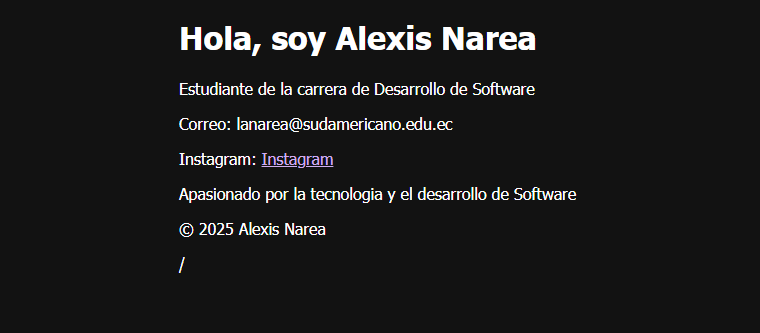 Hola, soy Alexis Narea
Estudiante de la carrera de Desarrollo de Software
Correo: lanarea@sudamericano.edu.ec
Instagram: Instagram
Apasionado por la tecnologia y el desarrollo de Software
© 2025 Alexis Narea
/